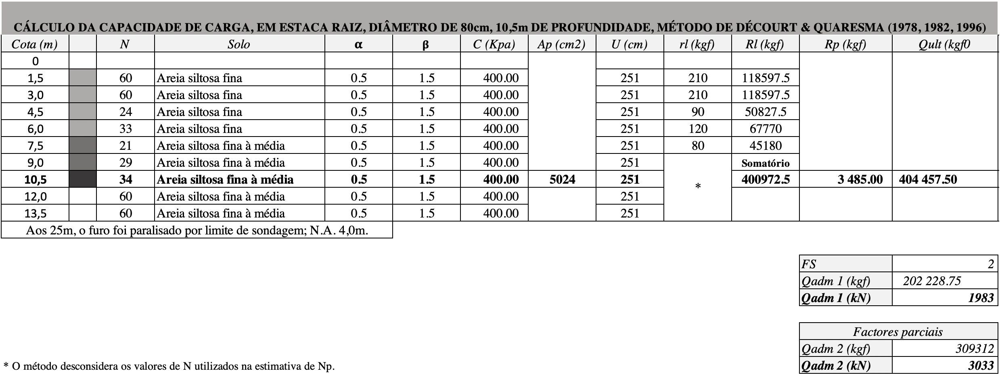 CÁLCULO DA CAPACIDADE DE CARGA, EM ESTACA RAIZ, DIÂMETRO DE 80cm, 10,5m DE PROFUNDIDADE, MÉTODO DE DÉCOURT & QUARESMA (1978, 1982, 1996)
Cota (m) N Solo α β C (Kpa) Ap (cm2) U (cm) rl (kgf) Rl (kgf) Rp (kgf) Qult (kgf0
0
1,5 60 Areia siltosa fina 0.5 1.5 400.00 251 210 118597.5
3,0 60 Areia siltosa fina 0.5 1.5 400.00 251 210 118597.5
4,5 24 Areia siltosa fina 0.5 1.5 400.00 251 90 50827.5
6,0 33 Areia siltosa fina 0.5 1.5 400.00 251 120 67770
7,5 21 Areia siltosa fina à média 0.5 1.5 400.00 251 80 45180
9,0 29 Areia siltosa fina à média 0.5 1.5 400.00 251 Somatório
10,5 34 Areia siltosa fina à média 0.5 1.5 400.00 5024 251 * 400972.5 3 485.00 404 457.50
12,0 60 Areia siltosa fina à média 0.5 1.5 400.00 251
13,5 60 Areia siltosa fina à média 0.5 1.5 400.00 251
Aos 25m, o furo foi paralisado por limite de sondagem; N.A. 4,0m.
FS 2
Qadm 1 (kgf) 202 228.75
Qadm 1 (kN) 1983
Factores parciais
Qadm 2 (kgf) 309312
Qadm 2 (kN) 3033
* O método desconsidera os valores de N utilizados na estimativa de Np.